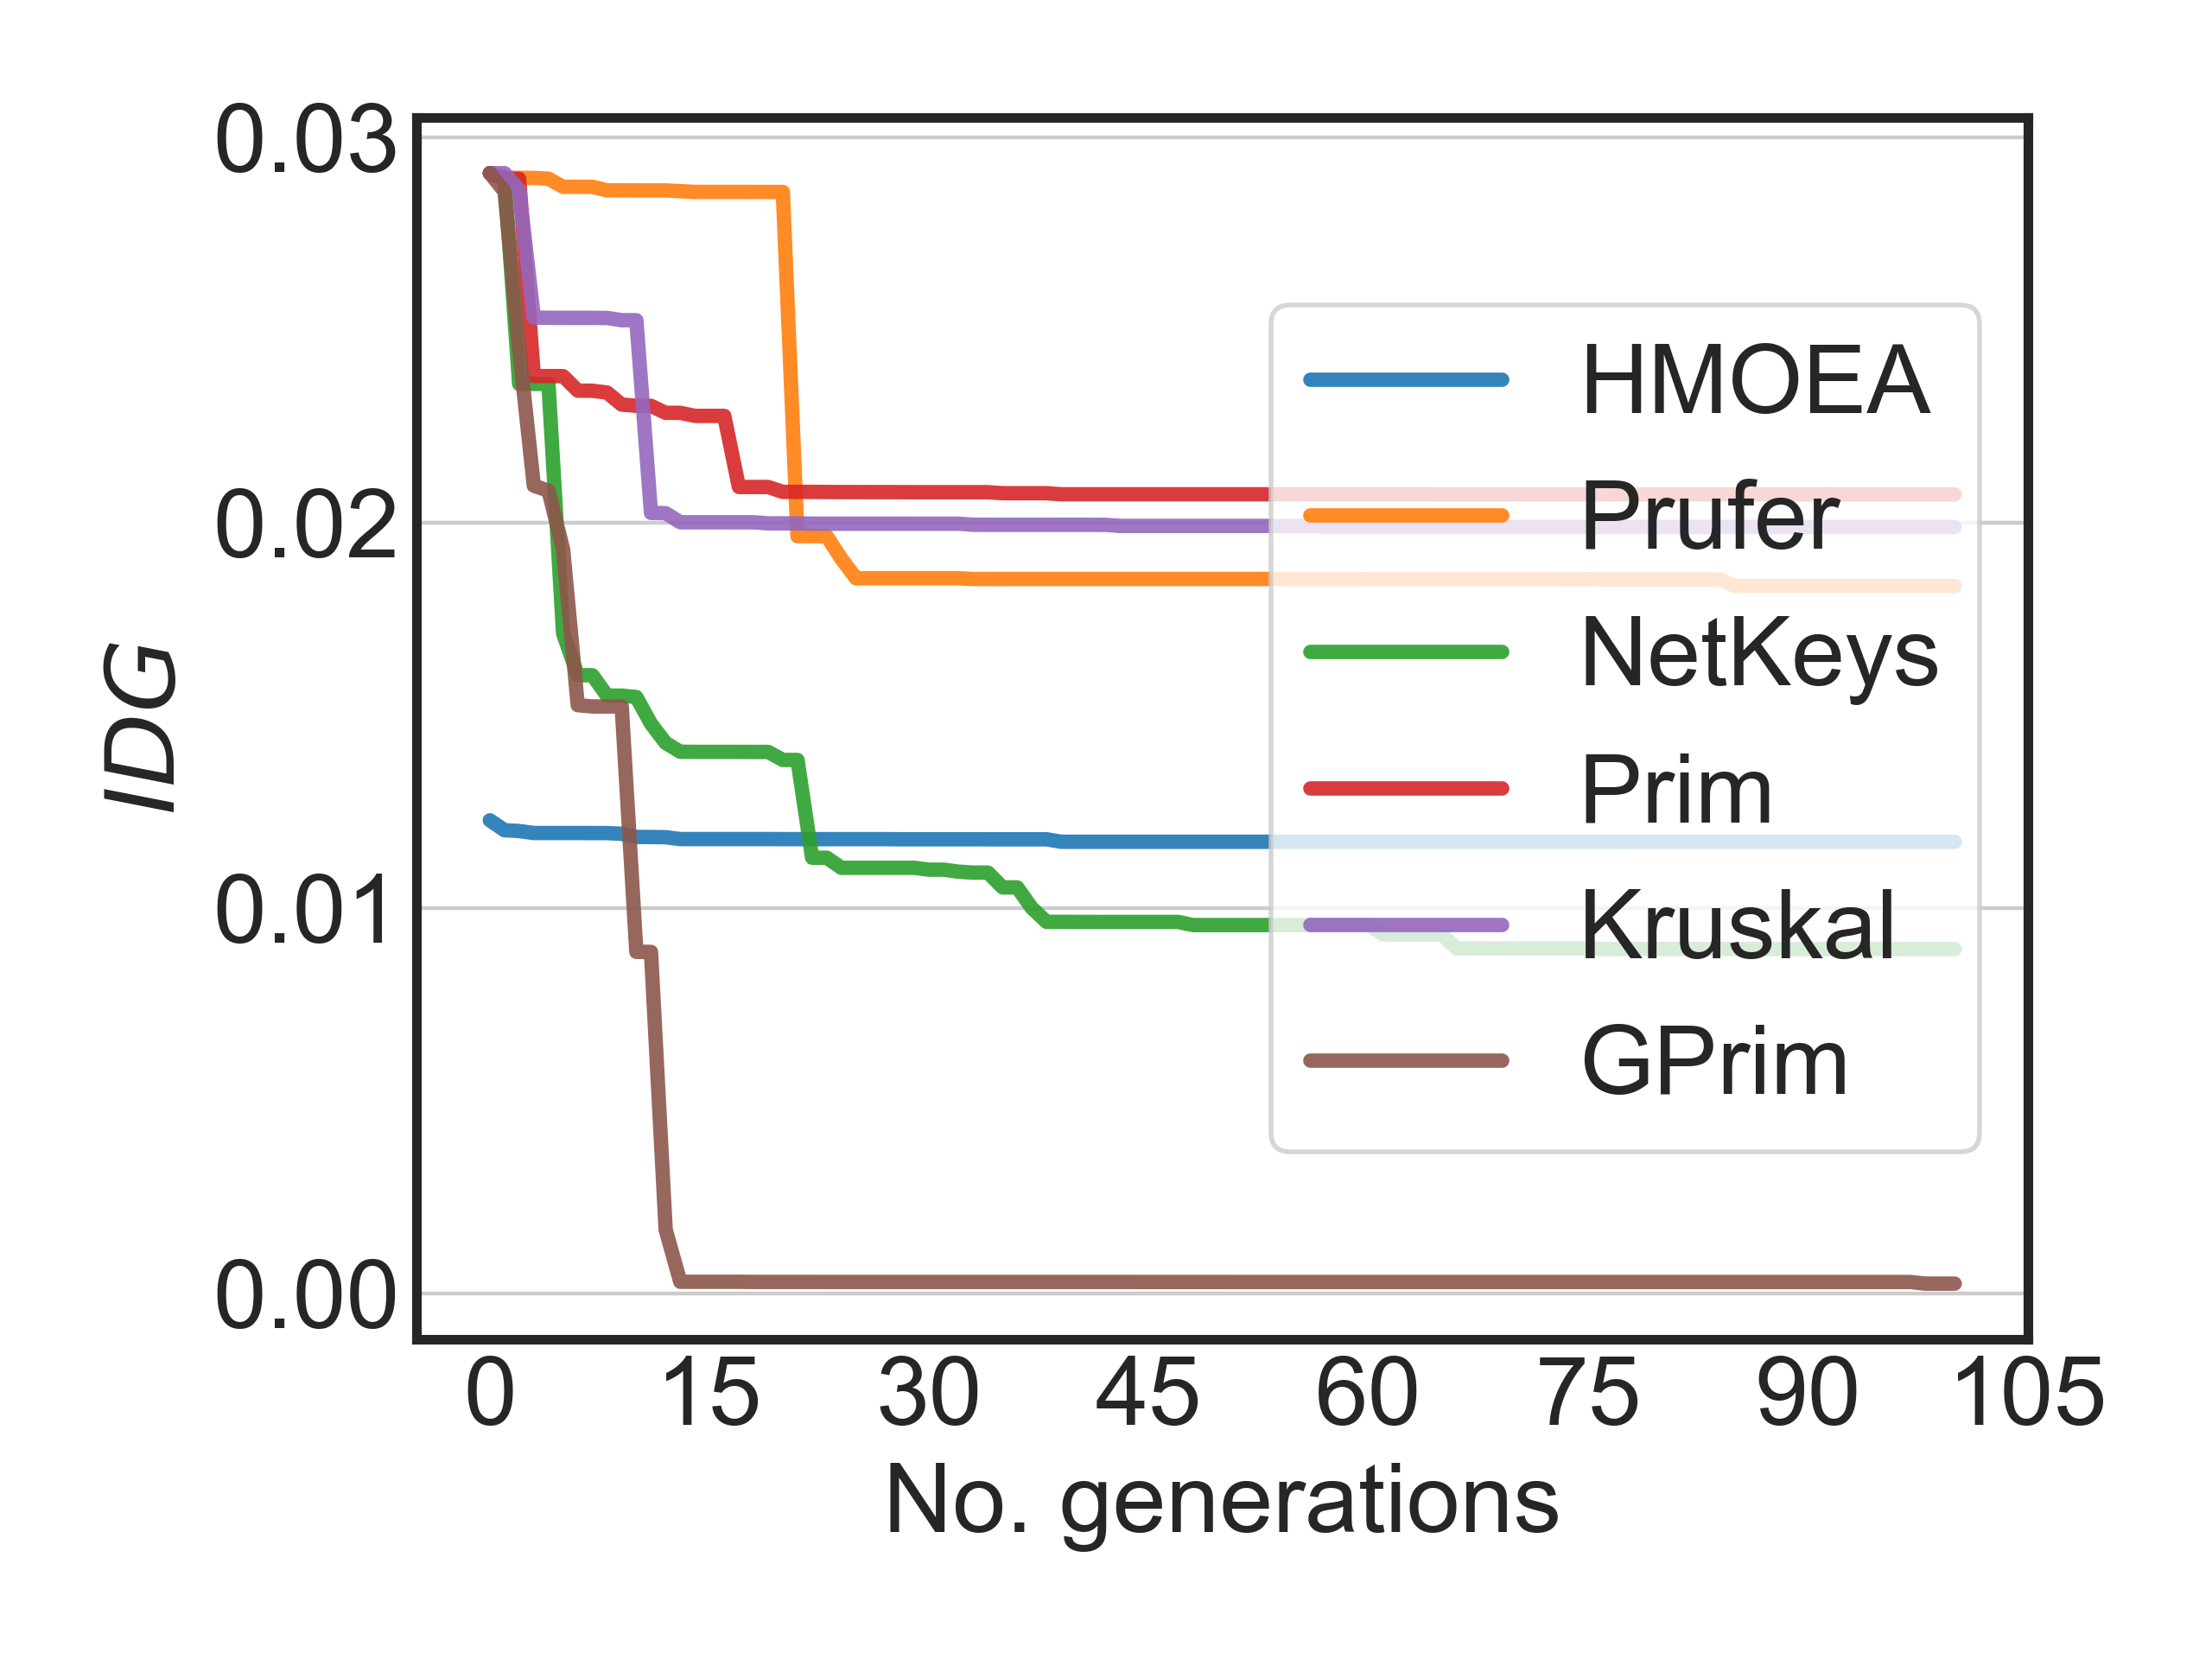 0.03
0.02
0.01
0.00
IDG
0 15 30 45 60 75 90 105
No. generations
HMOEA
Prufer
NetKeys
Prim
Kruskal
GPrim